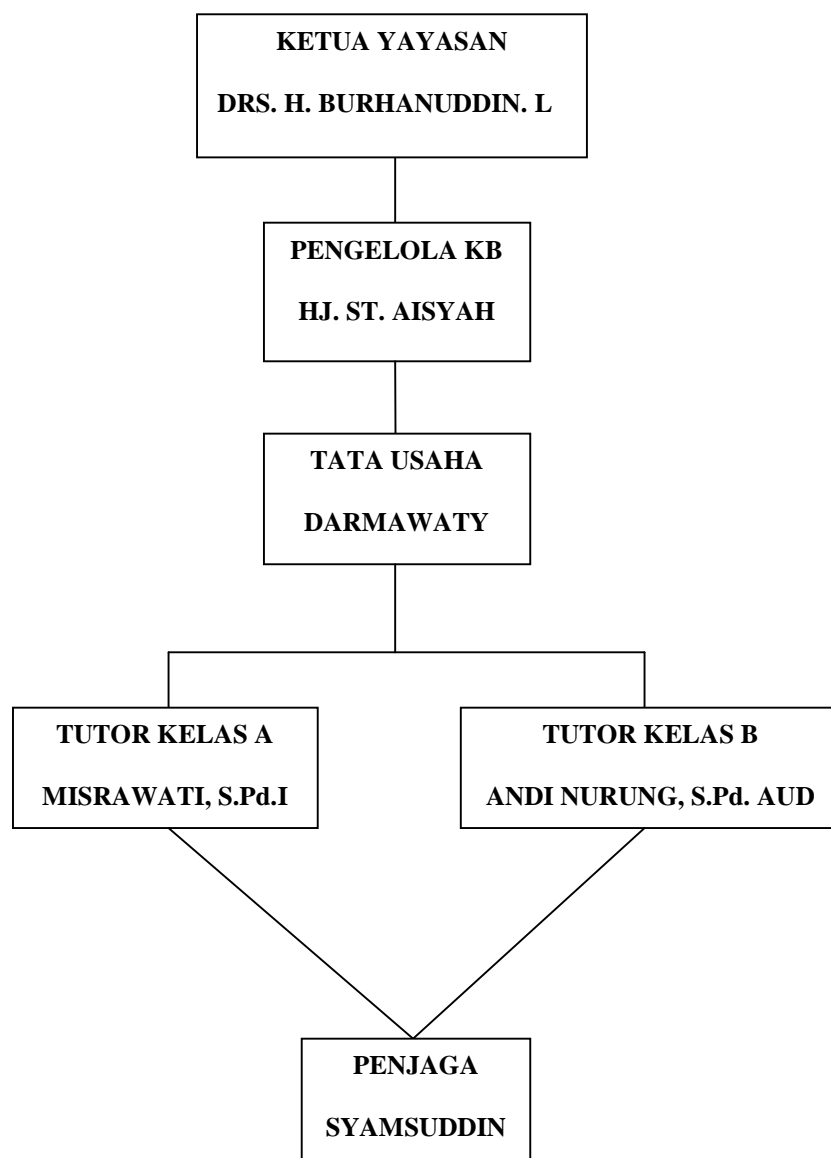 KETUA YAYASAN
DRS. H. BURHANUDDIN. L
PENGELOLA KB
HJ. ST. AISYAH
TATA USAHA
DARMAWATY
TUTOR KELAS A
MISRAWATI, S.Pd.I
TUTOR KELAS B
ANDI NURUNG, S.Pd. AUD
PENJAGA
SYAMSUDDIN